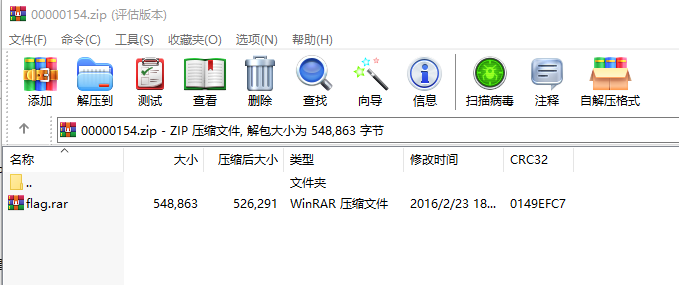 00000154.zip (评估版本)
文件(F) 命令(C) 工具(S) 收藏夹(O) 选项(N) 帮助(H)
添加 解压到 测试 查看 删除 查找 向导 信息 扫描病毒 注释 自解压格式
00000154.zip - ZIP 压缩文件, 解包大小为 548,863 字节
名称 大小 压缩后大小 类型 修改时间 CRC32
.. 文件夹
flag.rar 548,863 526,291 WinRAR 压缩文件 2016/2/23 18... 0149EFC7